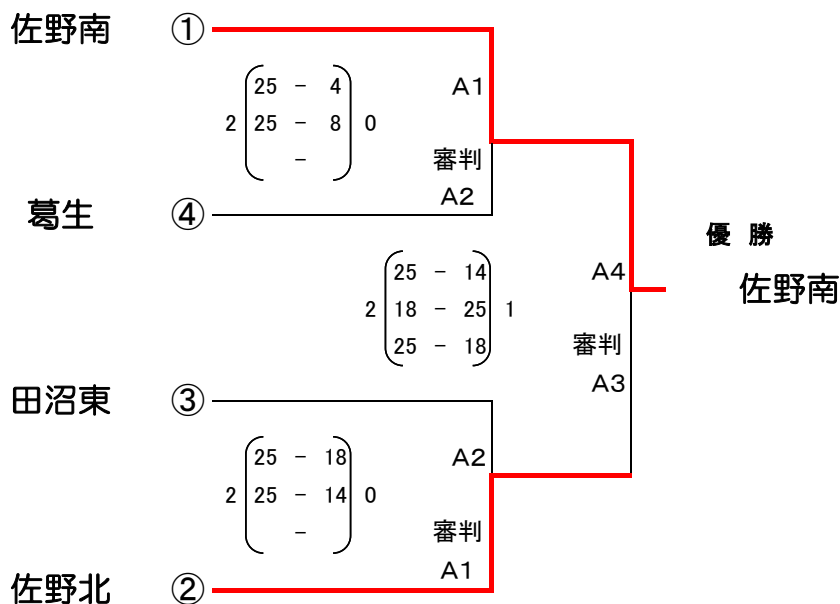 佐野南 ①
25 - 4 A1
2 25 - 8 0
- 審判
葛生 ④ A2
優 勝
25 - 14 A4
佐野南
2 18 - 25 1
25 - 18 審判
A3
田沼東 ③
25 - 18 A2
2 25 - 14 0
- 審判
A1
佐野北 ②